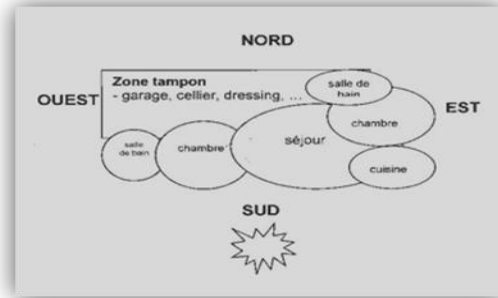 NORD
Zone tampon
- garage, cellier, dressing, ...
salle de
bain
OUEST
EST
chambre
séjour
salle
de bain
chambre
cuisine
SUD